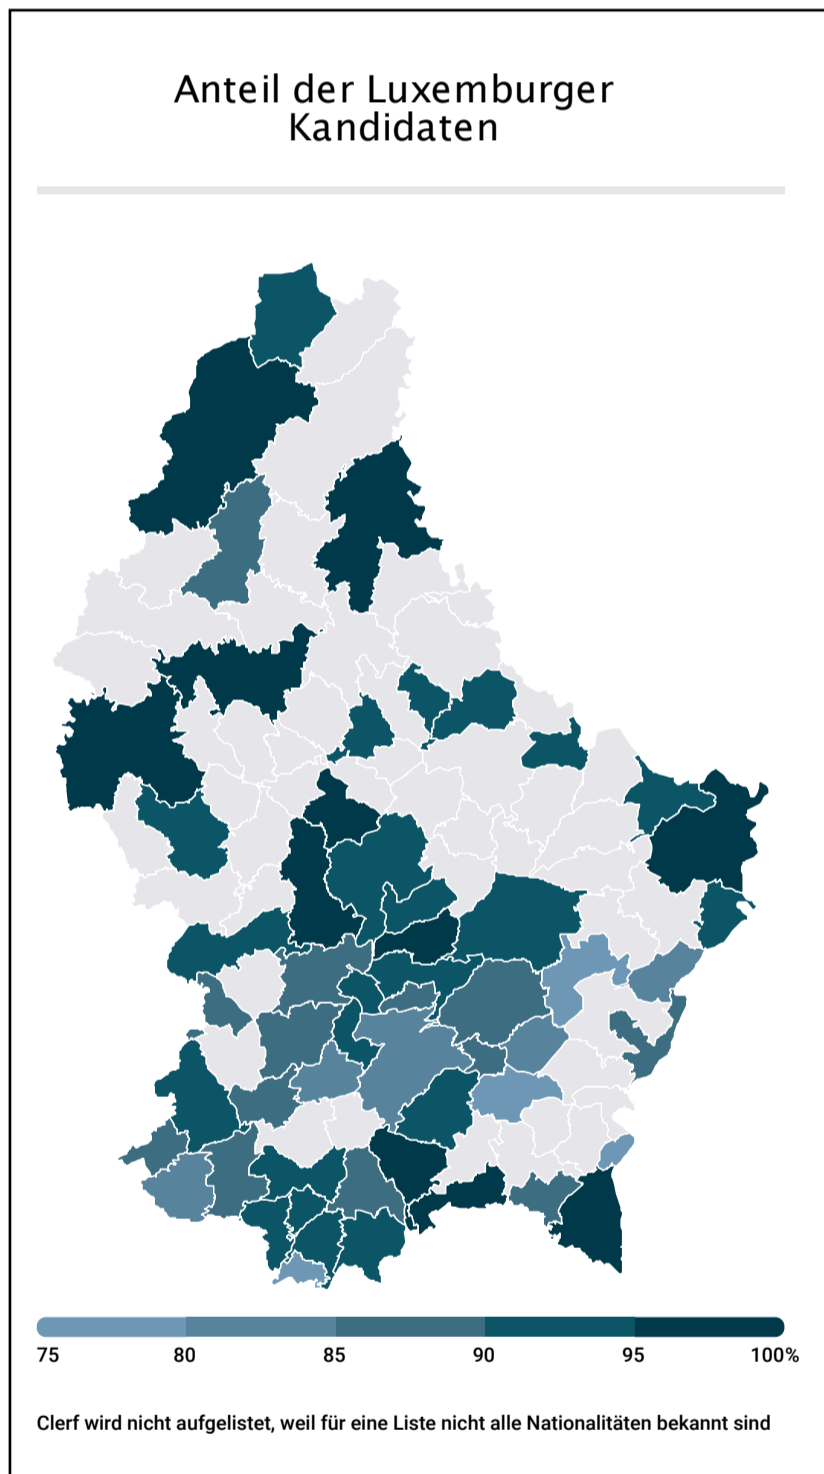 Anteil der Luxemburger
Kandidaten
75 80 85 90 95 100%
Clerf wird nicht aufgelistet, weil für eine Liste nicht alle Nationalitäten bekannt sind